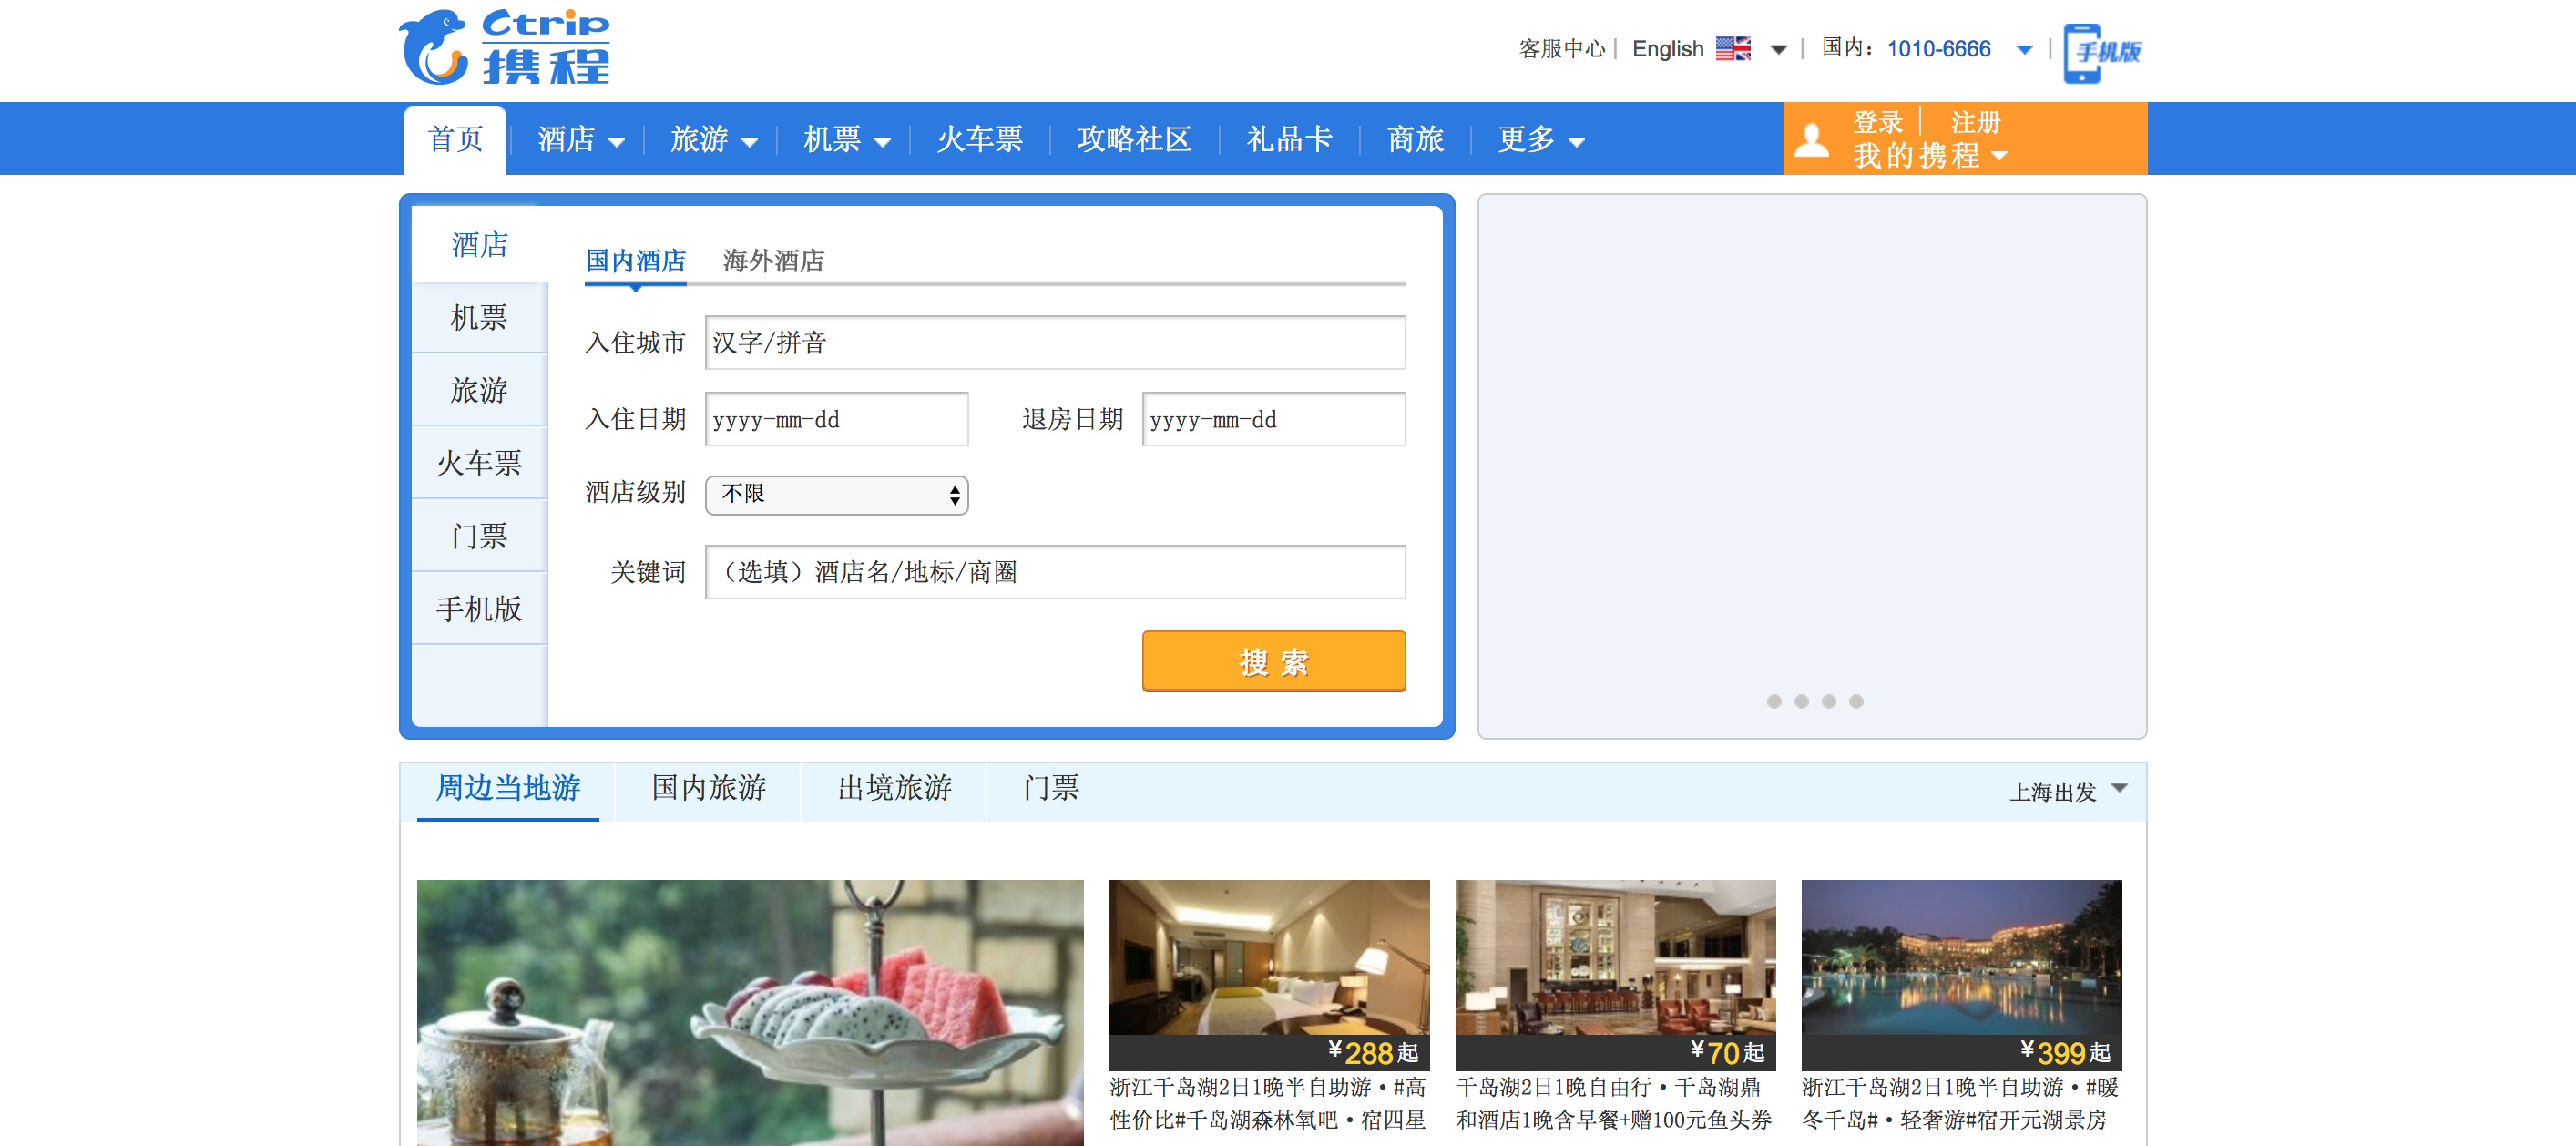 Ctrip
携程
客服中心 | English | 国内：1010-6666 | 手机版
首页 酒店 旅游 机票 火车票 攻略社区 礼品卡 商旅 更多
登录 | 注册
我的携程
酒店
机票
旅游
火车票
门票
手机版
国内酒店 海外酒店
入住城市 汉字/拼音
入住日期 yyyy-mm-dd 退房日期 yyyy-mm-dd
酒店级别 不限
关键词 （选填）酒店名/地标/商圈
搜索
周边当地游 国内旅游 出境旅游 门票 上海出发
¥288起
浙江千岛湖2日1晚半自助游·#高
性价比#千岛湖森林氧吧·宿四星
¥70起
千岛湖2日1晚自由行·千岛湖鼎
和酒店1晚含早餐+赠100元鱼头券
¥399起
浙江千岛湖2日1晚半自助游·#暖
冬千岛#·轻奢游#宿开元湖景房